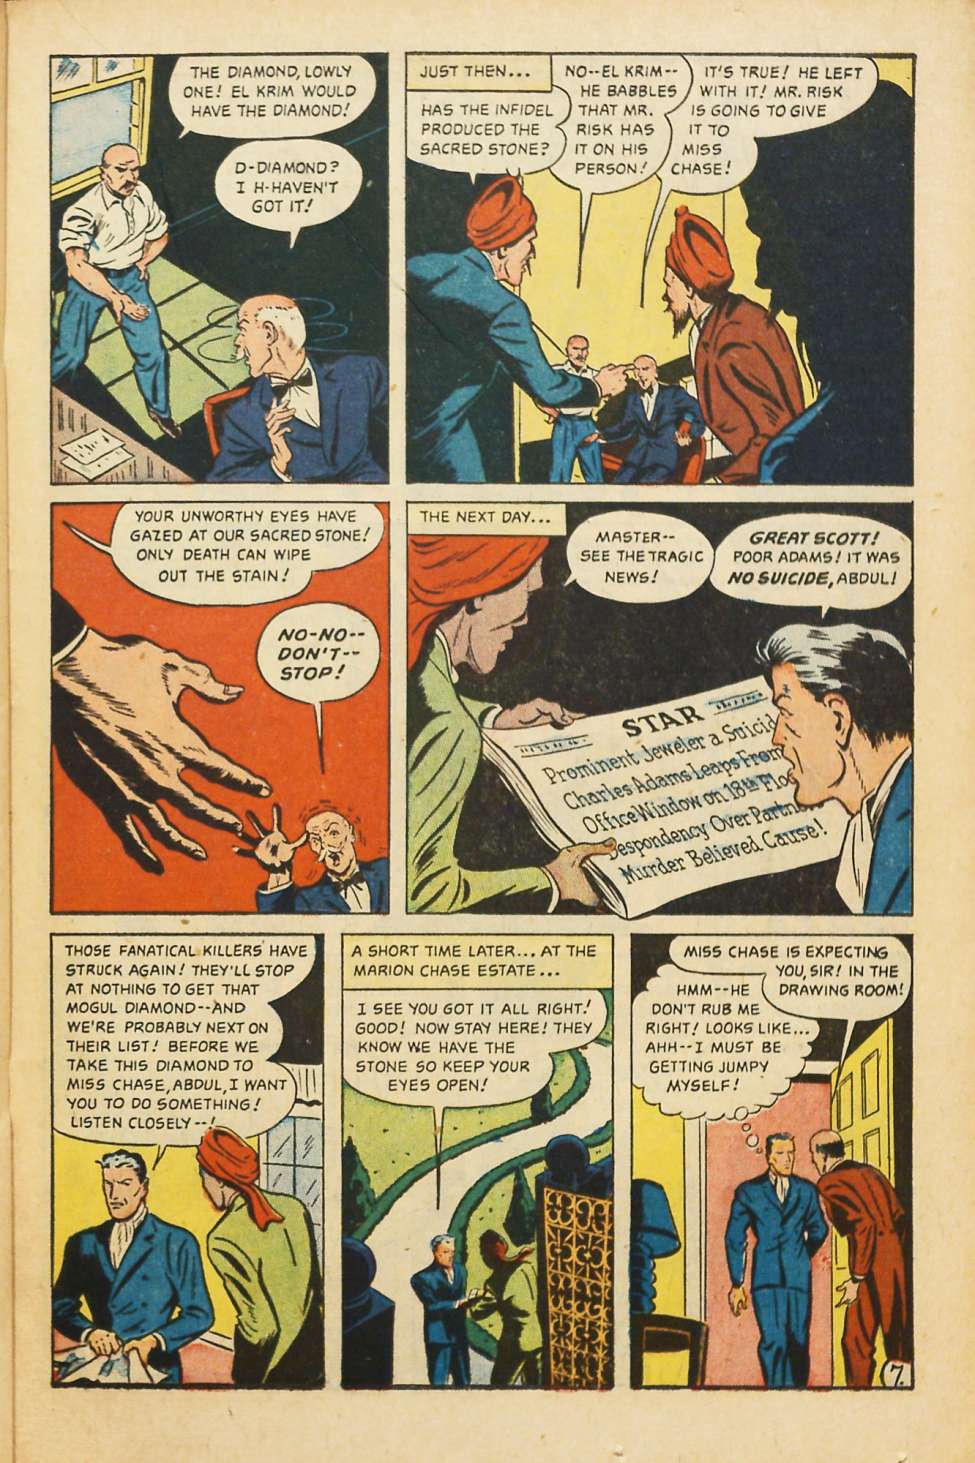 THE DIAMOND, LOWLY
ONE! EL KRIM WOULD
HAVE THE DIAMOND!
D-DIAMOND?
I H-HAVEN'T
GOT IT!
JUST THEN...
HAS THE INFIDEL
PRODUCED THE
SACRED STONE?
NO--EL KRIM--
HE BABBLES
THAT MR.
RISK HAS
IT ON HIS
PERSON!
IT'S TRUE! HE LEFT
WITH IT! MR. RISK
IS GOING TO GIVE
IT TO
MISS
CHASE!
YOUR UNWORTHY EYES HAVE
GAZED AT OUR SACRED STONE!
ONLY DEATH CAN WIPE
OUT THE STAIN!
NO-NO--
DON'T--
STOP!
THE NEXT DAY...
MASTER--
SEE THE TRAGIC
NEWS!
GREAT SCOTT!
POOR ADAMS! IT WAS
NO SUICIDE, ABDUL!
STAR
Prominent Jeweler a Suicid
Charles Adams Leaps From
Office Window on 18th Flo
Despondency Over Partn
Murder Believed Cause!
THOSE FANATICAL KILLERS HAVE
STRUCK AGAIN! THEY'LL STOP
AT NOTHING TO GET THAT
MOGUL DIAMOND--AND
WE'RE PROBABLY NEXT ON
THEIR LIST! BEFORE WE
TAKE THIS DIAMOND TO
MISS CHASE, ABDUL, I WANT
YOU TO DO SOMETHING!
LISTEN CLOSELY--!
A SHORT TIME LATER... AT THE
MARION CHASE ESTATE...
I SEE YOU GOT IT ALL RIGHT!
GOOD! NOW STAY HERE! THEY
KNOW WE HAVE THE
STONE SO KEEP YOUR
EYES OPEN!
MISS CHASE IS EXPECTING
YOU, SIR! IN THE
DRAWING ROOM!
HMM--HE
DON'T RUB ME
RIGHT! LOOKS LIKE...
AHH--I MUST BE
GETTING JUMPY
MYSELF!
7.